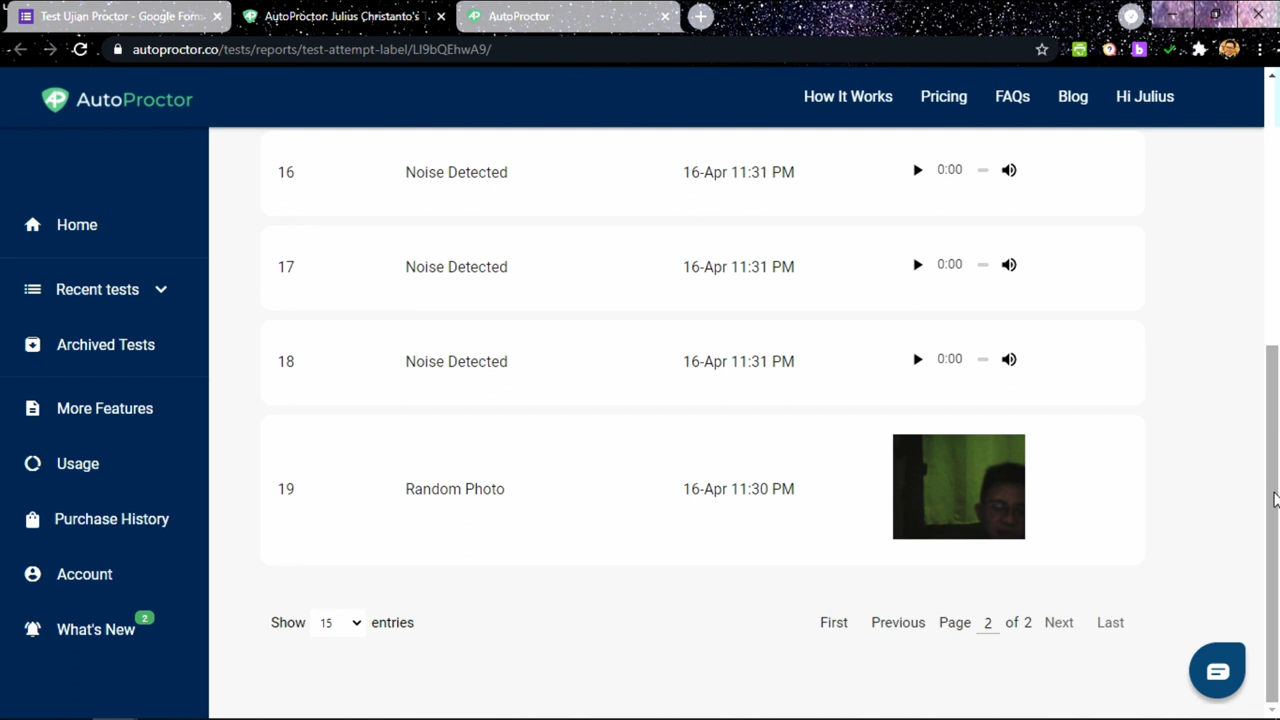 Test Ujian Proctor - Google Form
AutoProctor: Julius Christanto's T
AutoProctor
autoproctor.co/tests/reports/test-attempt-label/LI9bQEhwA9/
AutoProctor
How It Works
Pricing
FAQs
Blog
Hi Julius
Home
Recent tests
Archived Tests
More Features
Usage
Purchase History
Account
What's New
2
16 Noise Detected 16-Apr 11:31 PM 0:00
17 Noise Detected 16-Apr 11:31 PM 0:00
18 Noise Detected 16-Apr 11:31 PM 0:00
19 Random Photo 16-Apr 11:30 PM
Show 15 entries
First Previous Page 2 of 2 Next Last